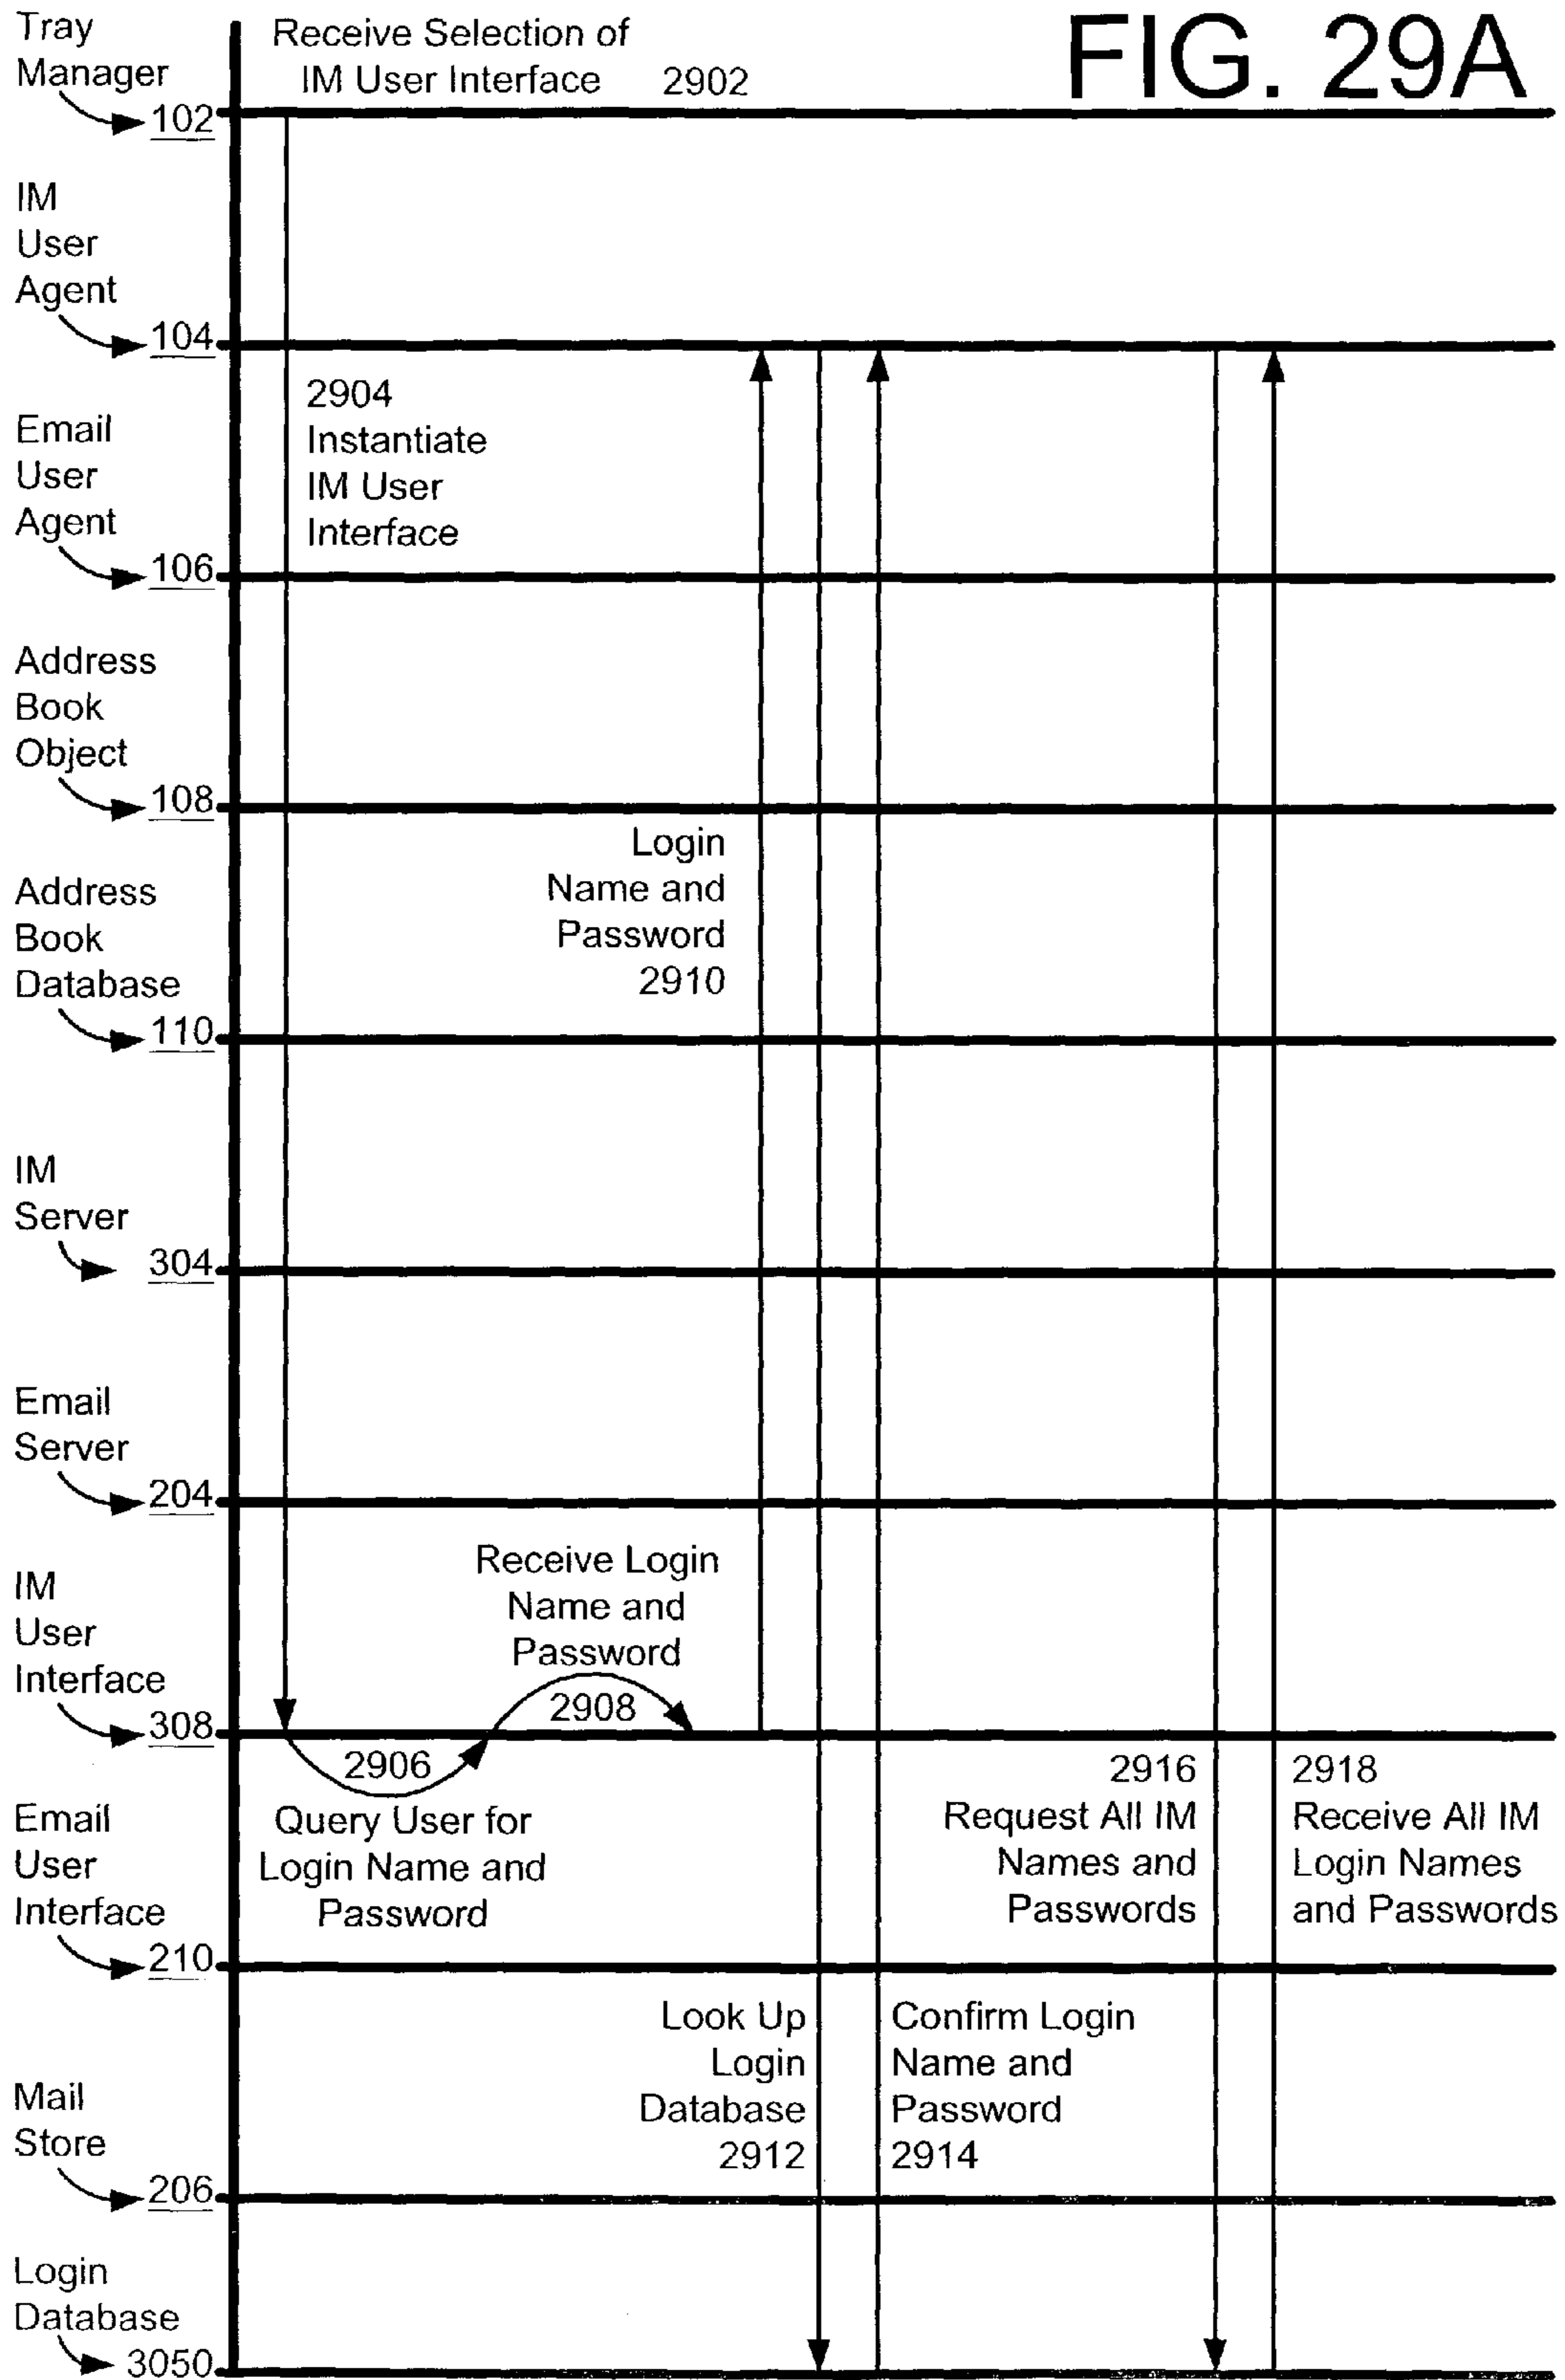 FIG. 29A
Tray
Manager
102
Receive Selection of
IM User Interface 2902
IM
User
Agent
104
2904
Instantiate
IM User
Interface
Email
User
Agent
106
Address
Book
Object
108
Login
Name and
Password
2910
Address
Book
Database
110
IM
Server
304
Email
Server
204
Receive Login
Name and
Password
2908
IM
User
Interface
308
2906
Query User for
Login Name and
Password
2916
Request All IM
Names and
Passwords
2918
Receive All IM
Login Names
and Passwords
Email
User
Interface
210
Look Up
Login
Database
2912
Confirm Login
Name and
Password
2914
Mail
Store
206
Login
Database
3050